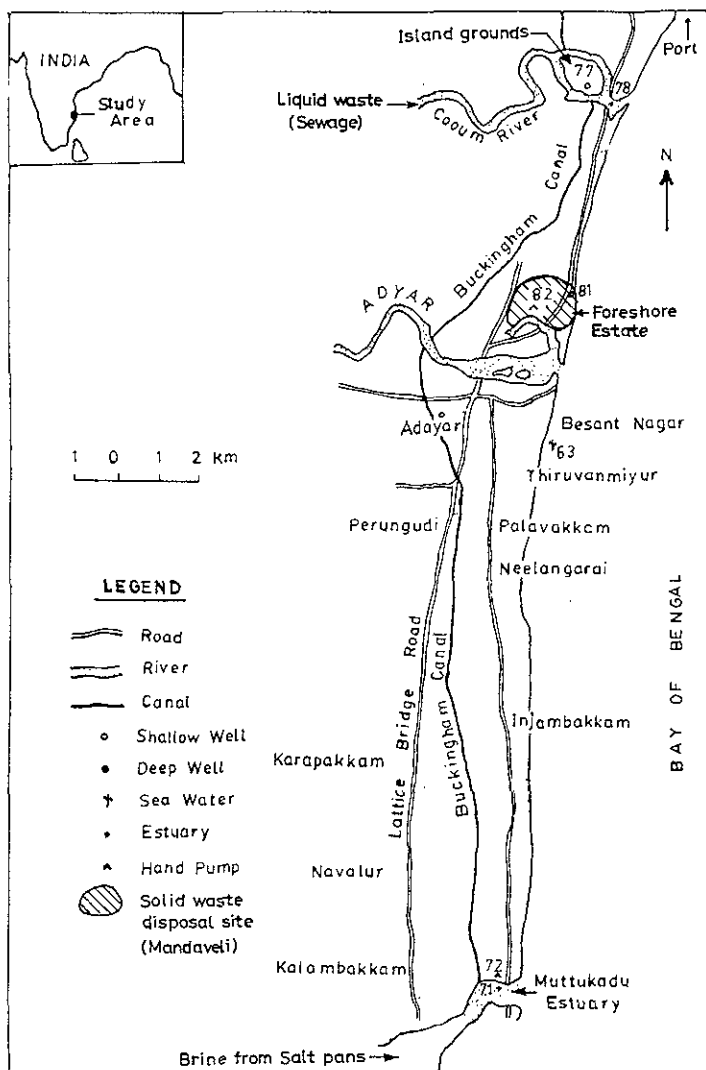 INDIA
Study
Area
Island grounds
Port
77
78
Liquid waste
(Sewage)
Cooum River
N
Buckingham Canal
ADYAR
82
81
Foreshore
Estate
Adayar
Besant Nagar
63
Thiruvanmiyur
1 0 1 2 Km
Perungudi
Palavakkam
Neelangarai
LEGEND
Road
River
Canal
Shallow Well
Deep Well
Sea Water
Estuary
Hand Pump
Solid waste
disposal site
(Mandaveli)
Lattice Bridge Road
Buckingham Canal
Injambakkam
BAY OF BENGAL
Karapakkam
Navalur
Kalambakkam
72
71
Muttukadu
Estuary
Brine from Salt pans